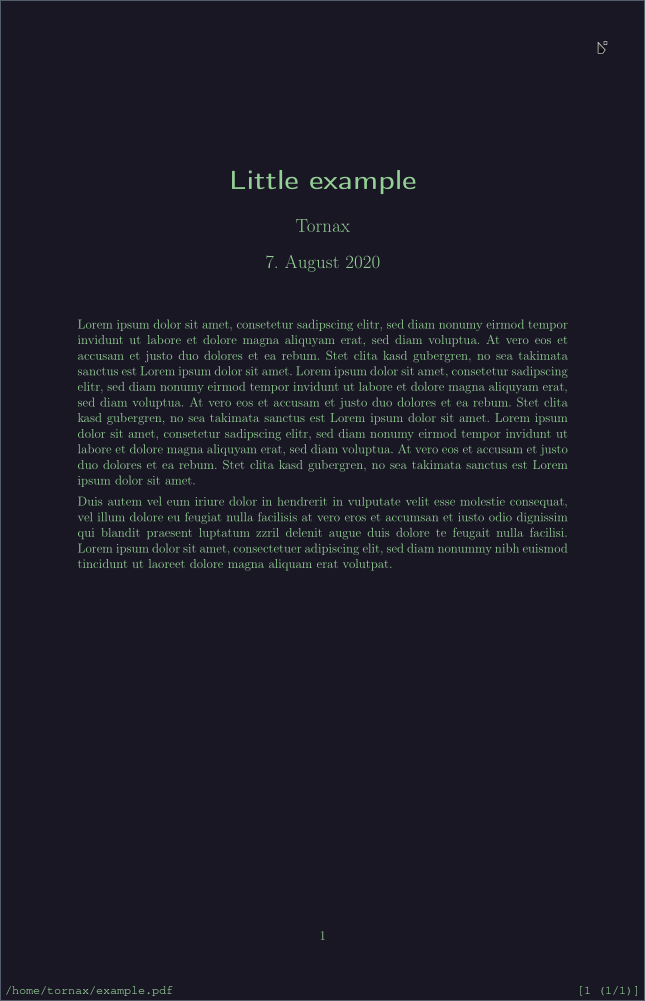 Little example
Tornax
7. August 2020
Lorem ipsum dolor sit amet, consetetur sadipscing elitr, sed diam nonumy eirmod tempor
invidunt ut labore et dolore magna aliquyam erat, sed diam voluptua. At vero eos et
accusam et justo duo dolores et ea rebum. Stet clita kasd gubergren, no sea takimata
sanctus est Lorem ipsum dolor sit amet. Lorem ipsum dolor sit amet, consetetur sadipscing
elitr, sed diam nonumy eirmod tempor invidunt ut labore et dolore magna aliquyam erat,
sed diam voluptua. At vero eos et accusam et justo duo dolores et ea rebum. Stet clita
kasd gubergren, no sea takimata sanctus est Lorem ipsum dolor sit amet. Lorem ipsum
dolor sit amet, consetetur sadipscing elitr, sed diam nonumy eirmod tempor invidunt ut
labore et dolore magna aliquyam erat, sed diam voluptua. At vero eos et accusam et justo
duo dolores et ea rebum. Stet clita kasd gubergren, no sea takimata sanctus est Lorem
ipsum dolor sit amet.
Duis autem vel eum iriure dolor in hendrerit in vulputate velit esse molestie consequat,
vel illum dolore eu feugiat nulla facilisis at vero eros et accumsan et iusto odio dignissim
qui blandit praesent luptatum zzril delenit augue duis dolore te feugait nulla facilisi.
Lorem ipsum dolor sit amet, consectetuer adipiscing elit, sed diam nonummy nibh euismod
tincidunt ut laoreet dolore magna aliquam erat volutpat.
1
/home/tornax/example.pdf [1 (1/1)]